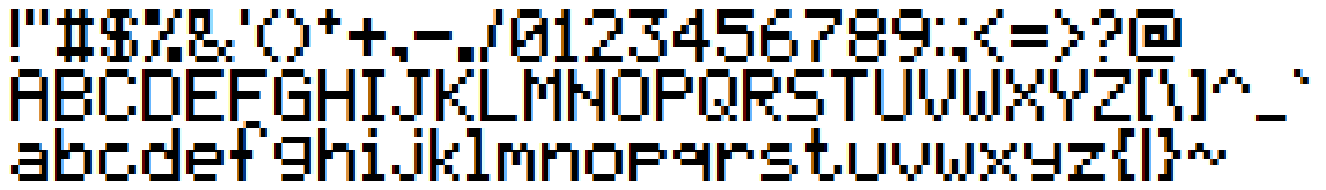 !"#$%&'()*+,-./0123456789:;<=>?@
ABCDEFGHIJKLMNOPQRSTUVWXYZ[\]^_`
abcdefghijklmnopqrstuvwxyz{|}~